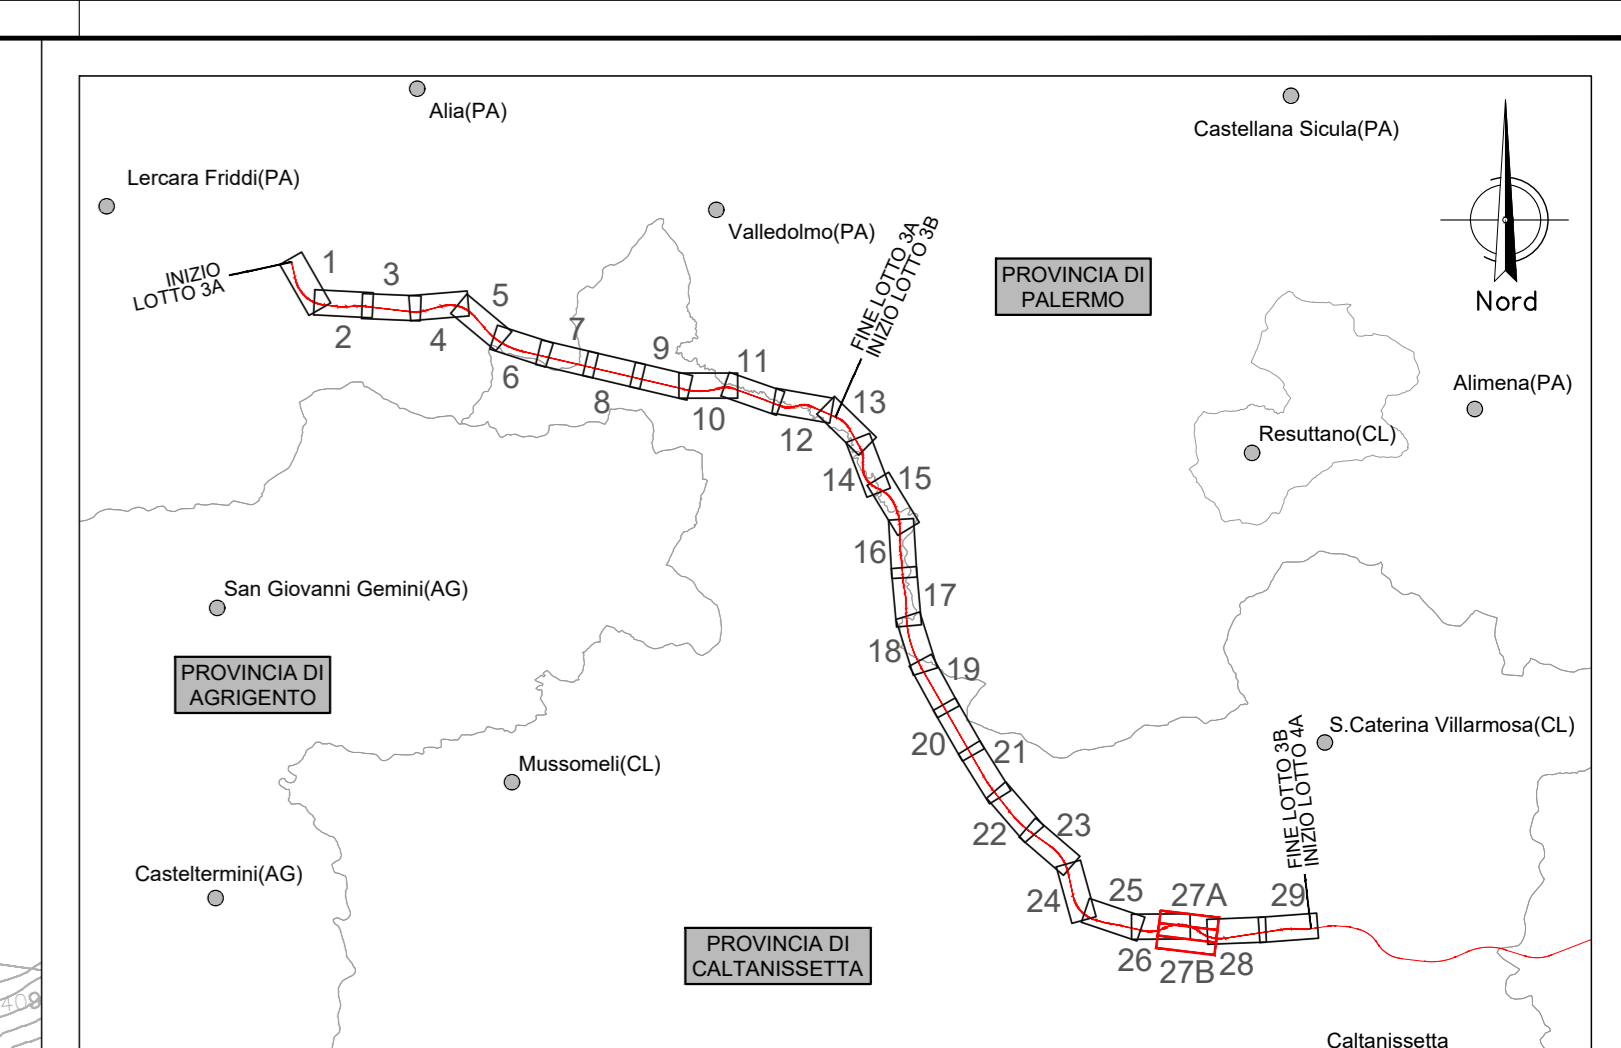 Alia(PA)
Castellana Sicula(PA)
Lercara Friddi(PA)
Valledolmo(PA)
FINE LOTTO 3A
INIZIO LOTTO 3B
PROVINCIA DI
PALERMO
Nord
INIZIO
LOTTO 3A
1
2
3
4
5
6
7
8
9
10
11
12
13
Alimena(PA)
Resuttano(CL)
14
15
16
17
San Giovanni Gemini(AG)
PROVINCIA DI
AGRIGENTO
18
19
20
21
S.Caterina Villarmosa(CL)
FINE LOTTO 3B
INIZIO LOTTO 4A
Mussomeli(CL)
22
23
Casteltermini(AG)
24
25
26
27A
27B
28
29
PROVINCIA DI
CALTANISSETTA
409
Caltanissetta